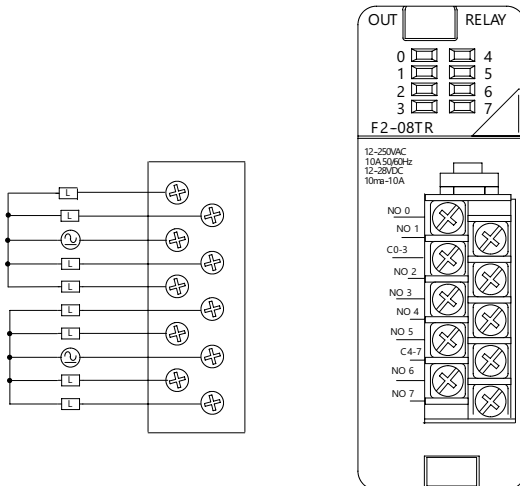 OUT RELAY
0 4
1 5
2 6
3 7
F2-08TR
12-250VAC
10A 50/60Hz
12-28VDC
10ma-10A
NO 0
NO 1
C0-3
NO 2
NO 3
NO 4
NO 5
C4-7
NO 6
NO 7
L
L
L
L
L
L
L
L